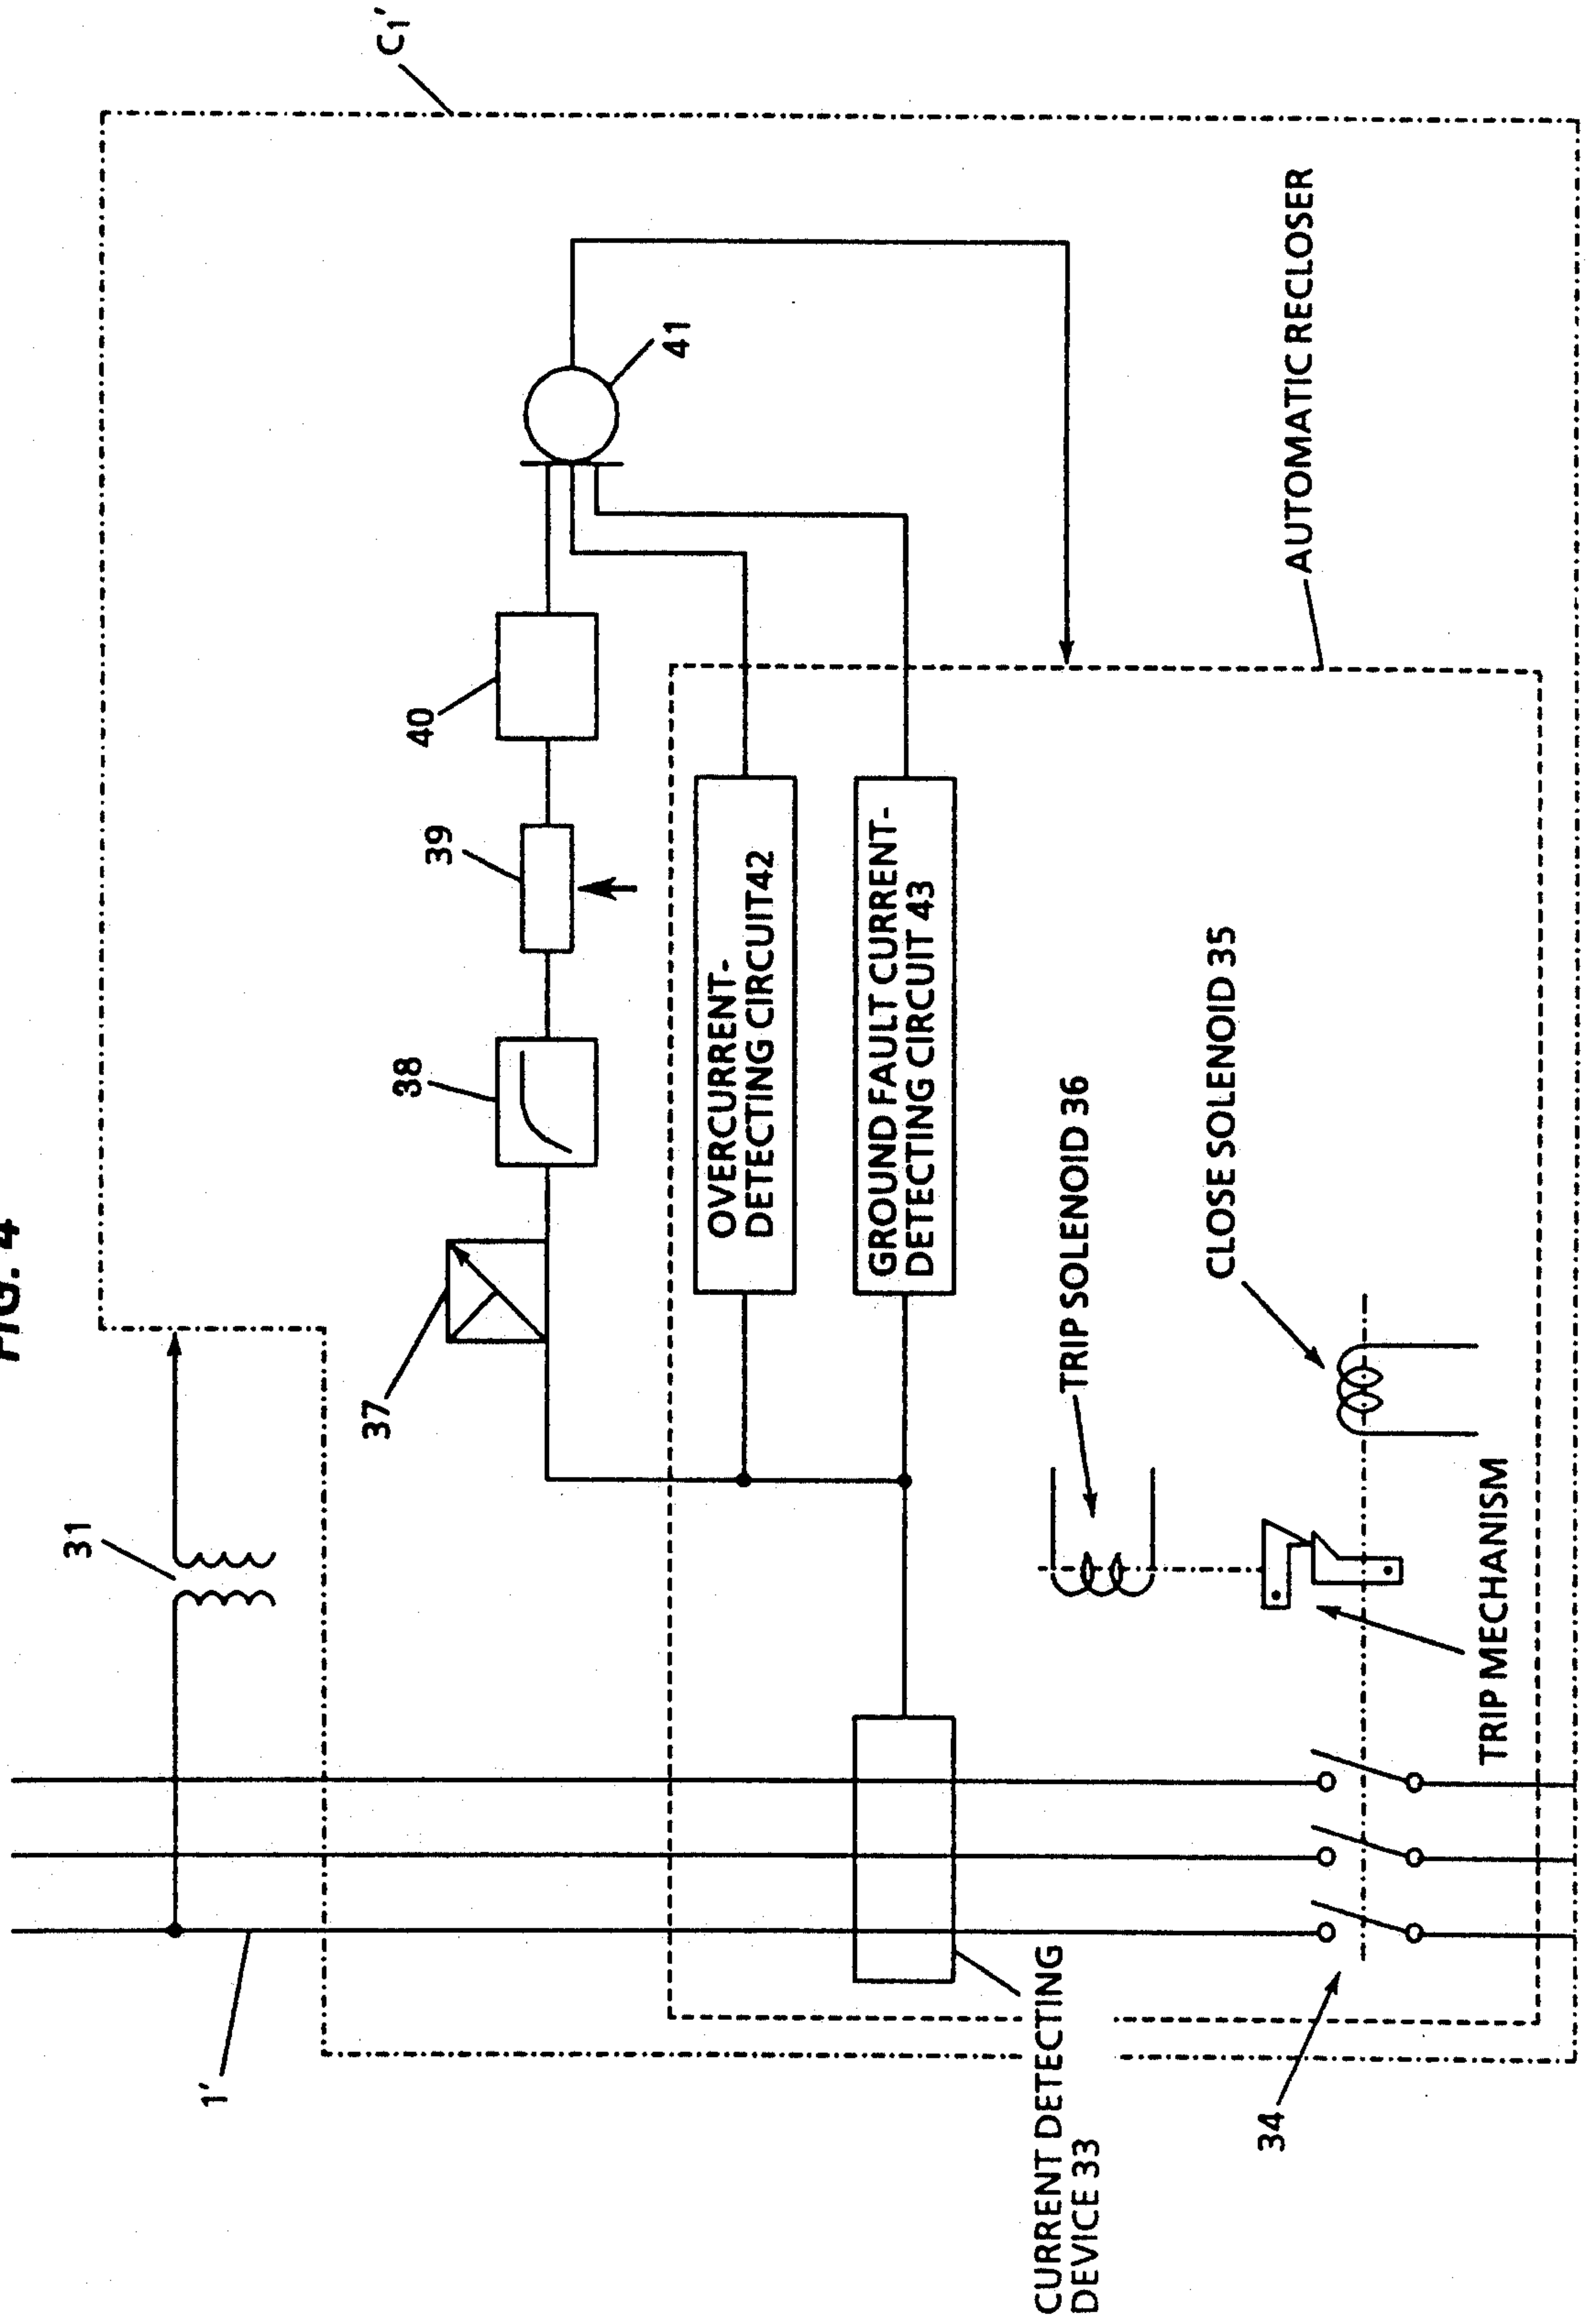 FIG. 4
C1'
31
1'
37
38
39
40
41
OVERCURRENT-
DETECTING CIRCUIT42
GROUND FAULT CURRENT-
DETECTING CIRCUIT 43
TRIP SOLENOID 36
CLOSE SOLENOID 35
TRIP MECHANISM
AUTOMATIC RECLOSER
CURRENT DETECTING
DEVICE 33
34